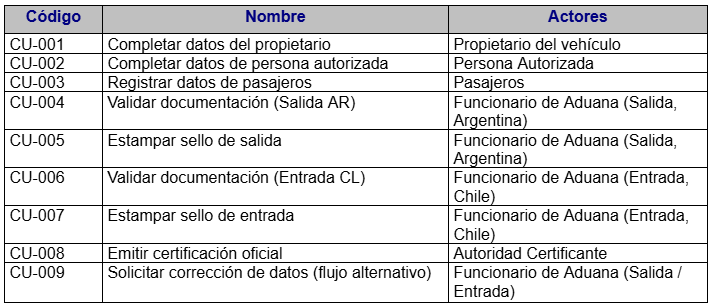 Código Nombre Actores
CU-001 Completar datos del propietario Propietario del vehículo
CU-002 Completar datos de persona autorizada Persona Autorizada
CU-003 Registrar datos de pasajeros Pasajeros
CU-004 Validar documentación (Salida AR) Funcionario de Aduana (Salida,
Argentina)
CU-005 Estampar sello de salida Funcionario de Aduana (Salida,
Argentina)
CU-006 Validar documentación (Entrada CL) Funcionario de Aduana (Entrada,
Chile)
CU-007 Estampar sello de entrada Funcionario de Aduana (Entrada,
Chile)
CU-008 Emitir certificación oficial Autoridad Certificante
CU-009 Solicitar corrección de datos (flujo alternativo) Funcionario de Aduana (Salida /
Entrada)